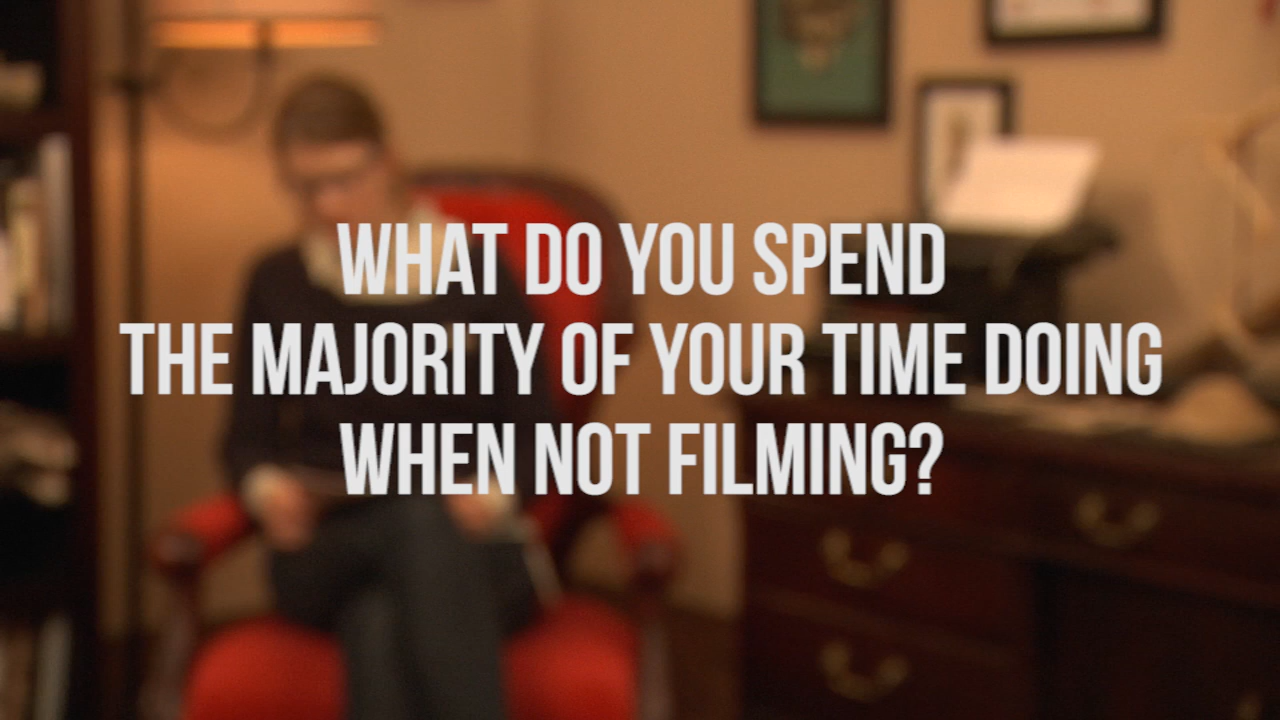 WHAT DO YOU SPEND
THE MAJORITY OF YOUR TIME DOING
WHEN NOT FILMING?